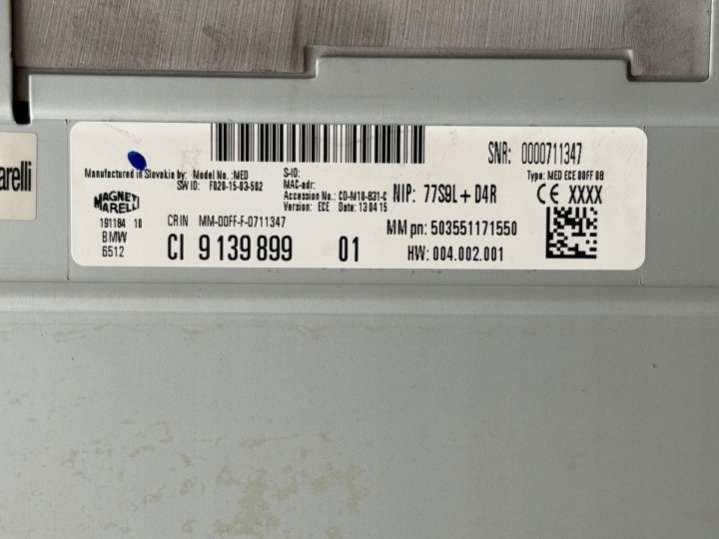 SNR: 0000711347
Manufactured in Slovakia by: Model No.:MED
SW ID: F020-15-03-502
S-ID:
MAC-adr:
Accession No.: CD-M10-831-C
Version: ECE Date: 13 04 15
NIP: 77S9L+D4R
Type: MED ECE 00FF 08
CE XXXX
arelli
MAGNETI
MARELLI
191184 10
BMW
6512
CRIN MM-00FF-F-0711347
CI 9 139 899 01
MM pn: 503551171550
HW: 004.002.001